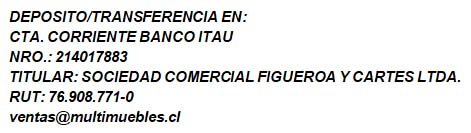 DEPOSITO/TRANSFERENCIA EN:
CTA. CORRIENTE BANCO ITAU
NRO.: 214017883
TITULAR: SOCIEDAD COMERCIAL FIGUEROA Y CARTES LTDA.
RUT: 76.908.771-0
ventas@multimuebles.cl